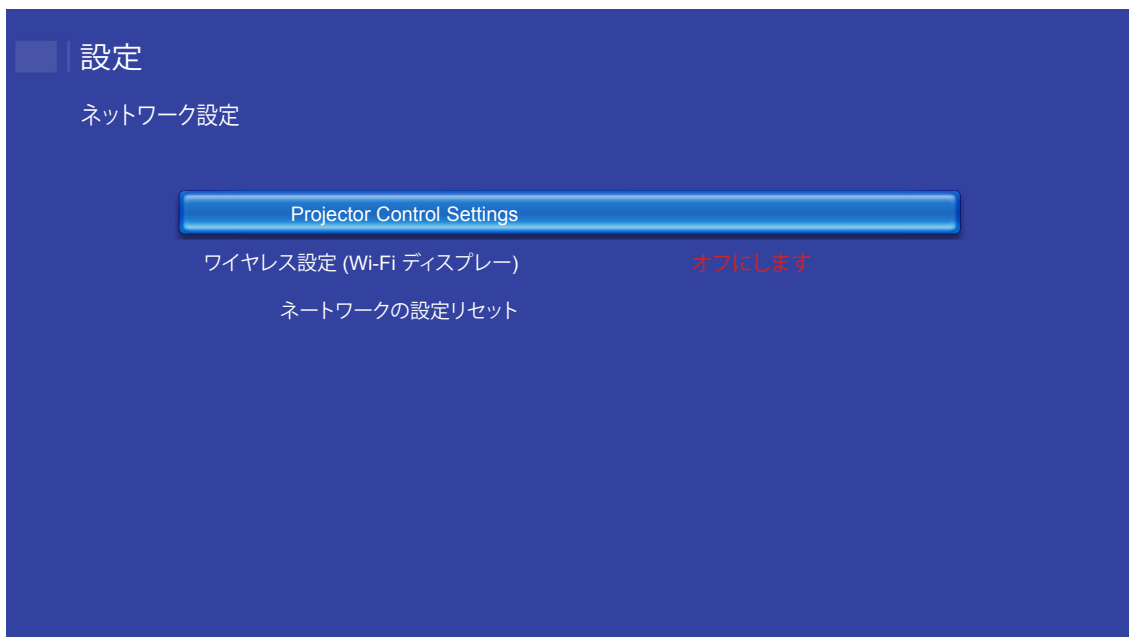 設定
ネットワーク設定
Projector Control Settings
ワイヤレス設定 (Wi-Fi ディスプレー) オフにします
ネートワークの設定リセット